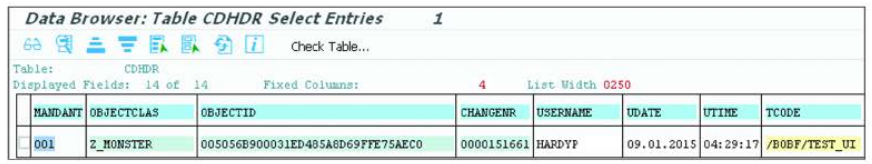 Data Browser: Table CDHDR Select Entries 1
Check Table...
Table: CDHDR
Displayed Fields: 14 of 14 Fixed Columns: 4 List Width 0250
MANDANT OBJECTCLAS OBJECTID CHANGENR USERNAME UDATE UTIME TCODE
001 Z_MONSTER 005056B900031ED485A8D69FFE75AEC0 0000151661 HARDYP 09.01.2015 04:29:17 /BOBF/TEST_UI